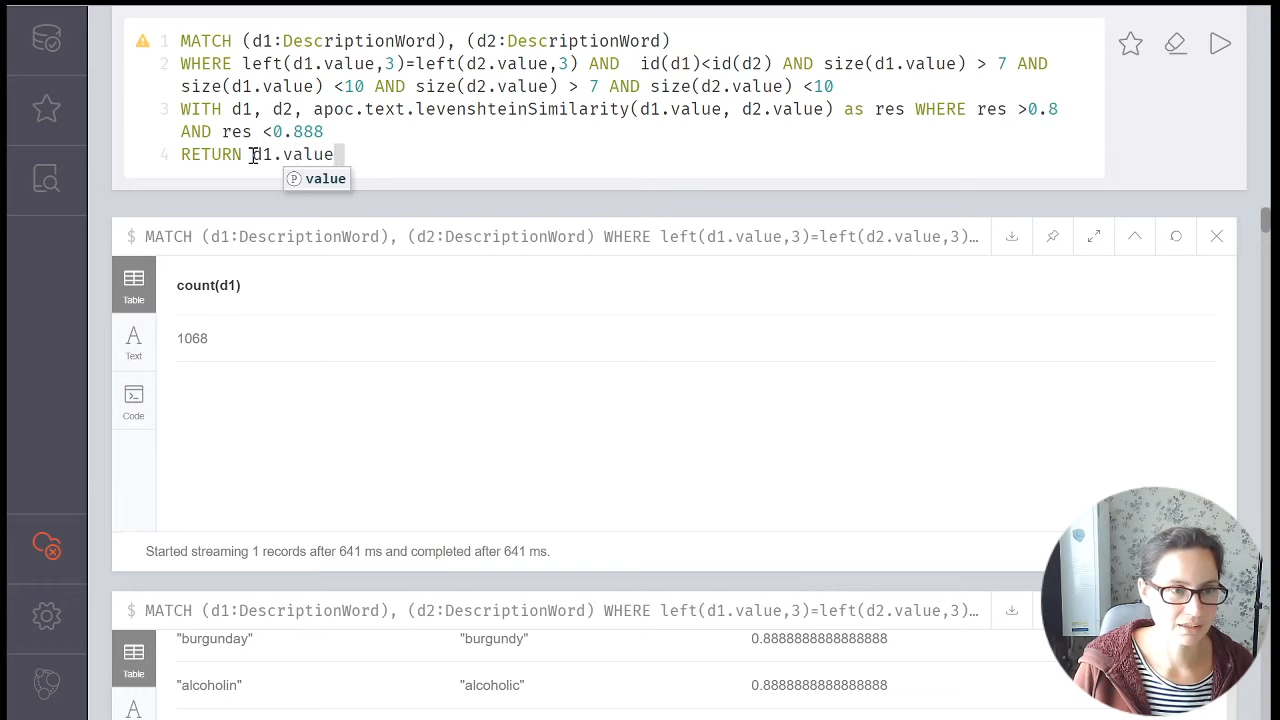 1 MATCH (d1:DescriptionWord), (d2:DescriptionWord)
2 WHERE left(d1.value,3)=left(d2.value,3) AND  id(d1)<id(d2) AND size(d1.value) > 7 AND
size(d1.value) <10 AND size(d2.value) > 7 AND size(d2.value) <10
3 WITH d1, d2, apoc.text.levenshteinSimilarity(d1.value, d2.value) as res WHERE res >0.8
AND res <0.888
4 RETURN d1.value
P value
$ MATCH (d1:DescriptionWord), (d2:DescriptionWord) WHERE left(d1.value,3)=left(d2.value,3)…
Table
count(d1)
1068
A
Text
Code
Started streaming 1 records after 641 ms and completed after 641 ms.
$ MATCH (d1:DescriptionWord), (d2:DescriptionWord) WHERE left(d1.value,3)=left(d2.value,3)…
"burgunday" "burgundy" 0.8888888888888888
Table
"alcoholin" "alcoholic" 0.8888888888888888
A